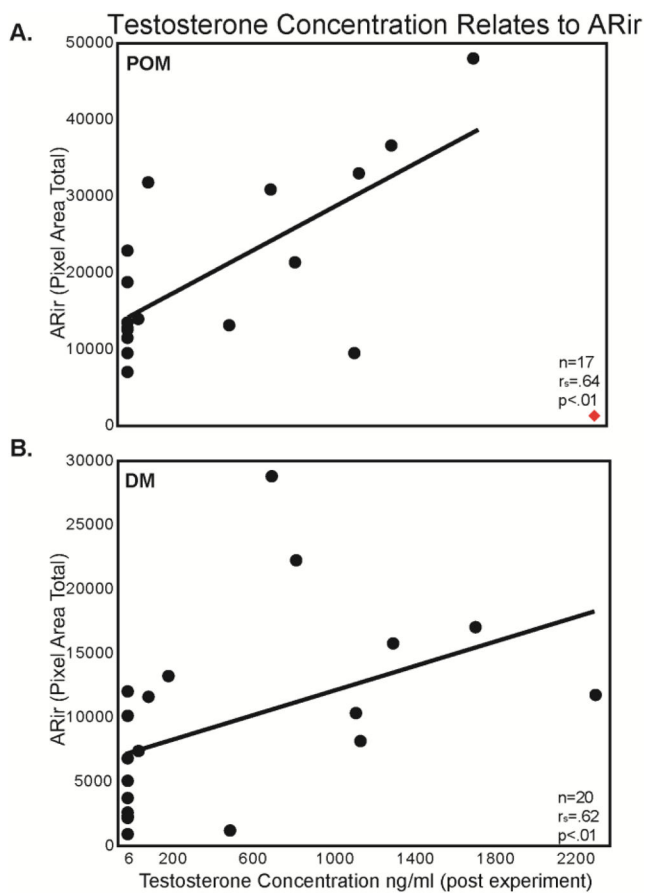 Testosterone Concentration Relates to ARir
A.
50000
POM
40000
30000
20000
10000
0
ARir (Pixel Area Total)
n=17
rₛ=.64
p<.01
B.
30000
DM
25000
20000
15000
10000
5000
0
ARir (Pixel Area Total)
n=20
rₛ=.62
p<.01
6 200 600 1000 1400 1800 2200
Testosterone Concentration ng/ml (post experiment)